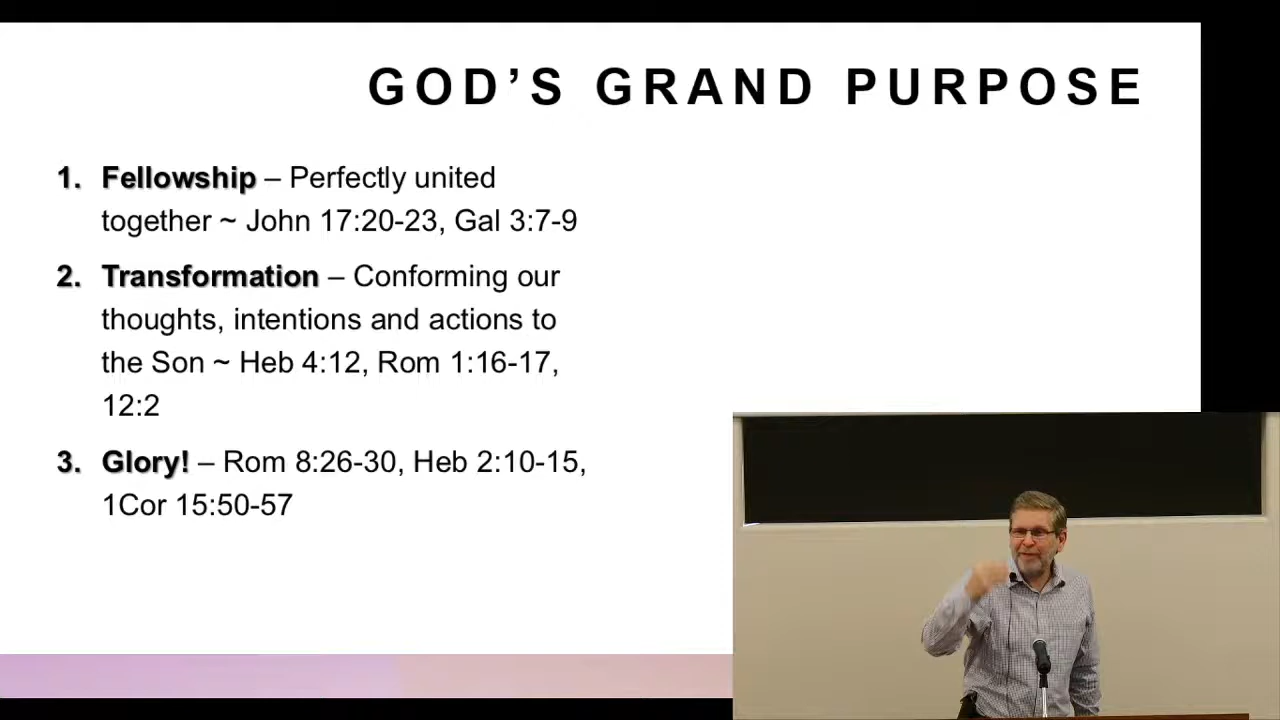 GOD’S GRAND PURPOSE
1. Fellowship – Perfectly united
together ~ John 17:20-23, Gal 3:7-9
2. Transformation – Conforming our
thoughts, intentions and actions to
the Son ~ Heb 4:12, Rom 1:16-17,
12:2
3. Glory! – Rom 8:26-30, Heb 2:10-15,
1Cor 15:50-57